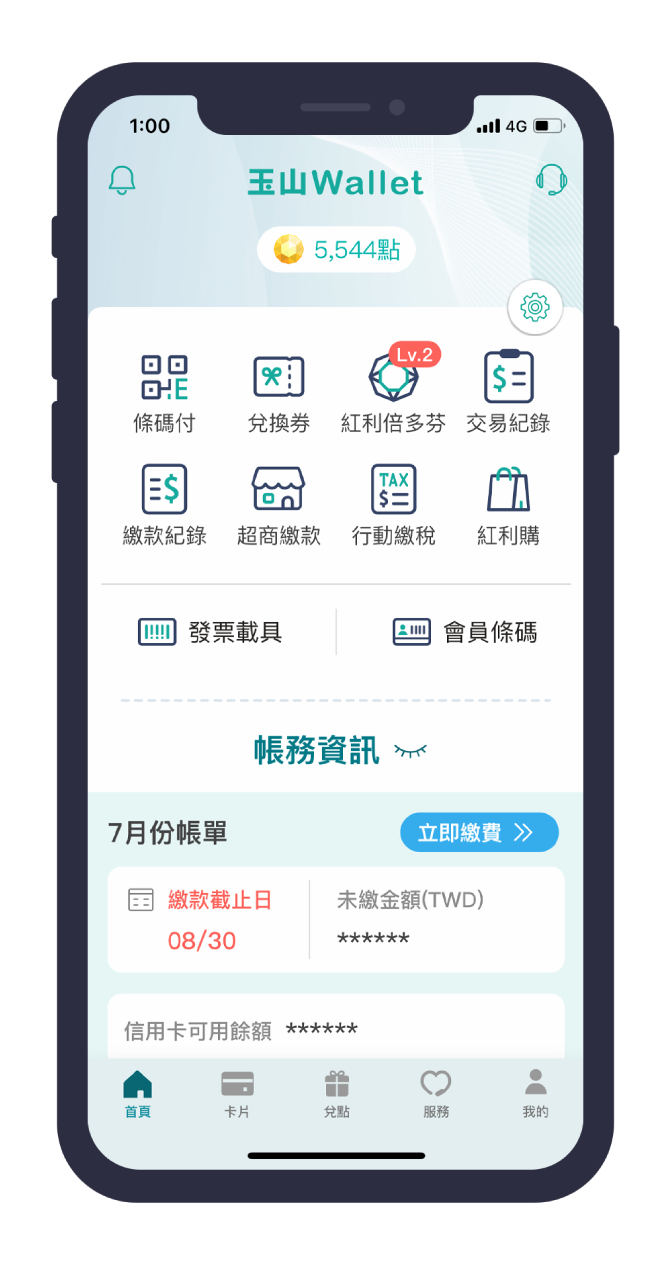 1:00 4G
玉山Wallet
5,544點
Lv.2
E
條碼付 兌換券 紅利倍多芬 交易紀錄
$ TAX
$ $
繳款紀錄 超商繳款 行動繳稅 紅利購
發票載具 會員條碼
帳務資訊
7月份帳單 立即繳費
繳款截止日 未繳金額(TWD)
08/30 ******
信用卡可用餘額 ******
首頁 卡片 兌點 服務 我的